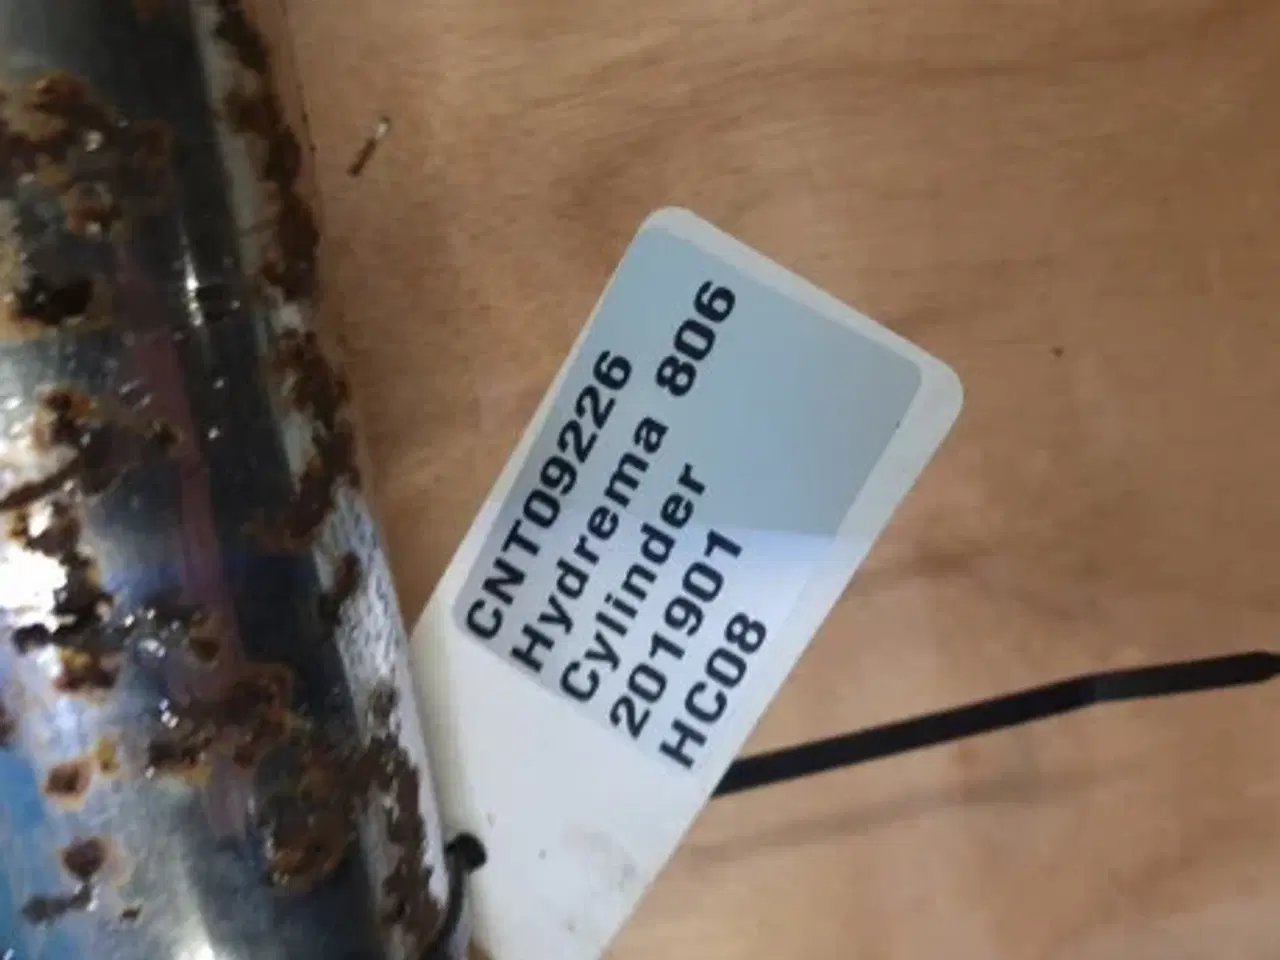 CNT09226
Hydrema 806
Cylinder
201901
HC08